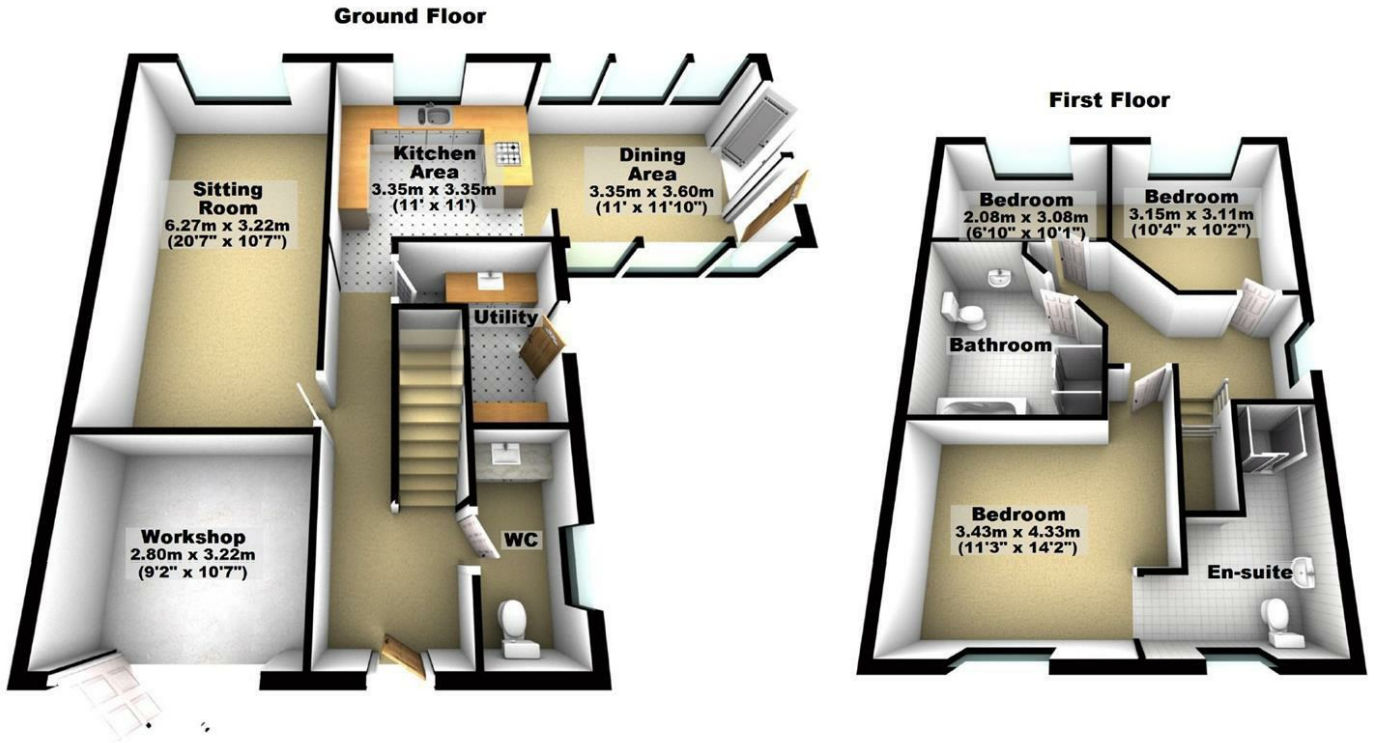 Ground Floor
Sitting
Room
6.27m x 3.22m
(20'7" x 10'7")
Kitchen
Area
3.35m x 3.35m
(11' x 11')
Dining
Area
3.35m x 3.60m
(11' x 11'10")
Utility
Workshop
2.80m x 3.22m
(9'2" x 10'7")
WC
First Floor
Bedroom
2.08m x 3.08m
(6'10" x 10'1")
Bedroom
3.15m x 3.11m
(10'4" x 10'2")
Bathroom
Bedroom
3.43m x 4.33m
(11'3" x 14'2")
En-suite